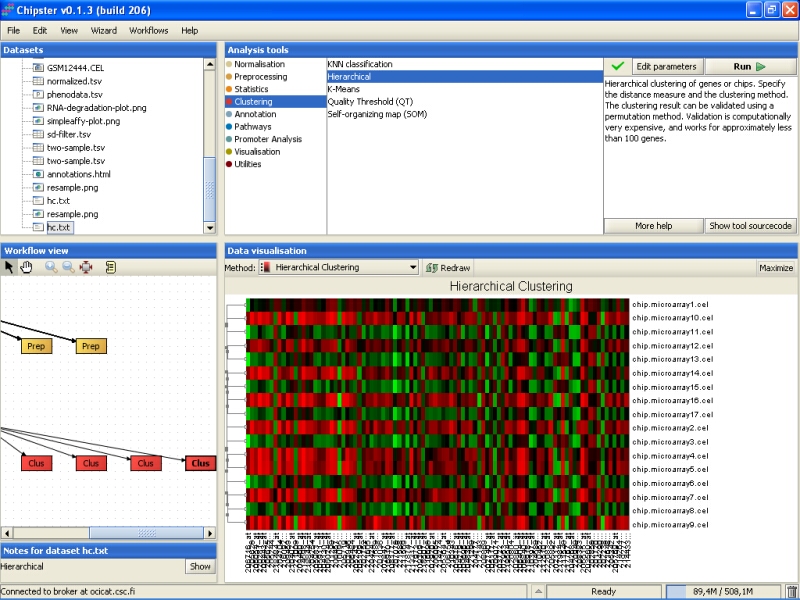 Chipster v0.1.3 (build 206)
File Edit View Wizard Workflows Help
Datasets
GSM12444.CEL
normalized.tsv
phenodata.tsv
RNA-degradation-plot.png
simpleaffy-plot.png
sd-filter.tsv
two-sample.tsv
two-sample.tsv
annotations.html
resample.png
hc.txt
resample.png
hc.txt
Analysis tools
Normalisation
Preprocessing
Statistics
Clustering
Annotation
Pathways
Promoter Analysis
Visualisation
Utilities
KNN classification
Hierarchical
K-Means
Quality Threshold (QT)
Self-organizing map (SOM)
Edit parameters
Run
Hierarchical clustering of genes or chips. Specify
the distance measure and the clustering method.
The clustering result can be validated using a
permutation method. Validation is computationally
very expensive, and works for approximately less
than 100 genes.
More help
Show tool sourcecode
Workflow view
Prep
Prep
Clus
Clus
Clus
Clus
Notes for dataset hc.txt
Hierarchical
Show
Data visualisation
Method: Hierarchical Clustering
Redraw
Maximize
Hierarchical Clustering
chip.microarray1.cel
chip.microarray10.cel
chip.microarray11.cel
chip.microarray12.cel
chip.microarray13.cel
chip.microarray14.cel
chip.microarray15.cel
chip.microarray16.cel
chip.microarray17.cel
chip.microarray2.cel
chip.microarray3.cel
chip.microarray4.cel
chip.microarray5.cel
chip.microarray6.cel
chip.microarray7.cel
chip.microarray8.cel
chip.microarray9.cel
Connected to broker at ocicat.csc.fi
Ready
89,4M / 508,1M